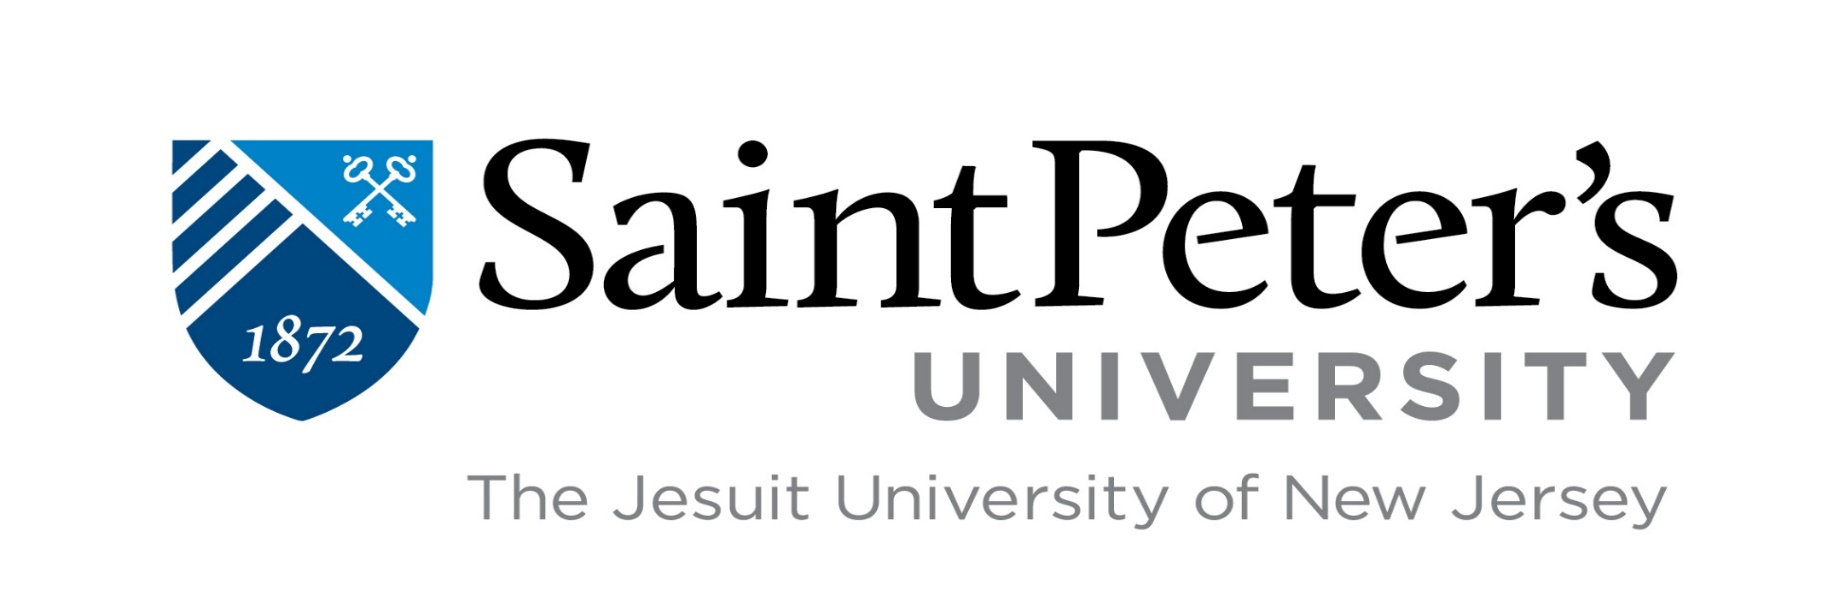 1872
Saint Peter's
UNIVERSITY
The Jesuit University of New Jersey